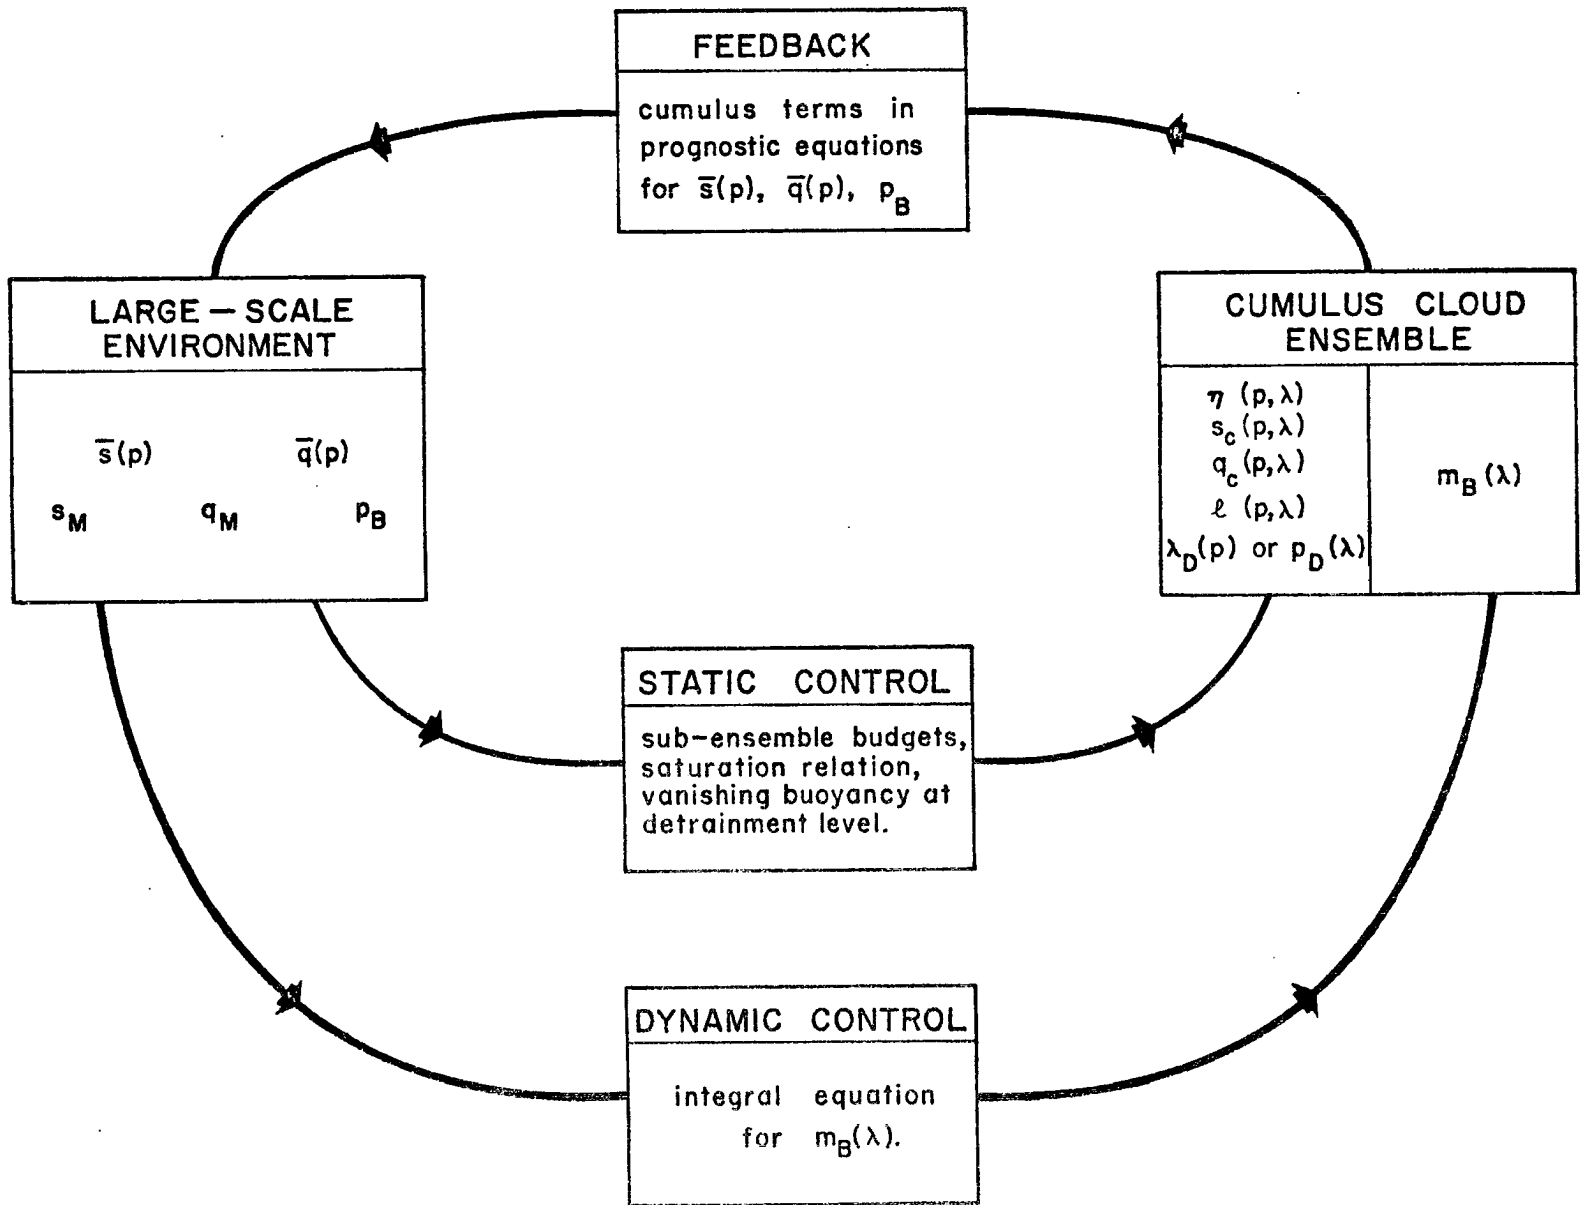 FEEDBACK
cumulus terms in
prognostic equations
for s̅(p), q̅(p), p_B
LARGE — SCALE
ENVIRONMENT
s̅(p) q̅(p)
s_M q_M p_B
CUMULUS CLOUD
ENSEMBLE
η (p,λ)
s_c(p,λ)
q_c(p,λ)
ℓ (p,λ)
λ_D(p) or p_D(λ)
m_B(λ)
STATIC CONTROL
sub-ensemble budgets,
saturation relation,
vanishing buoyancy at
detrainment level.
DYNAMIC CONTROL
integral equation
for m_B(λ).